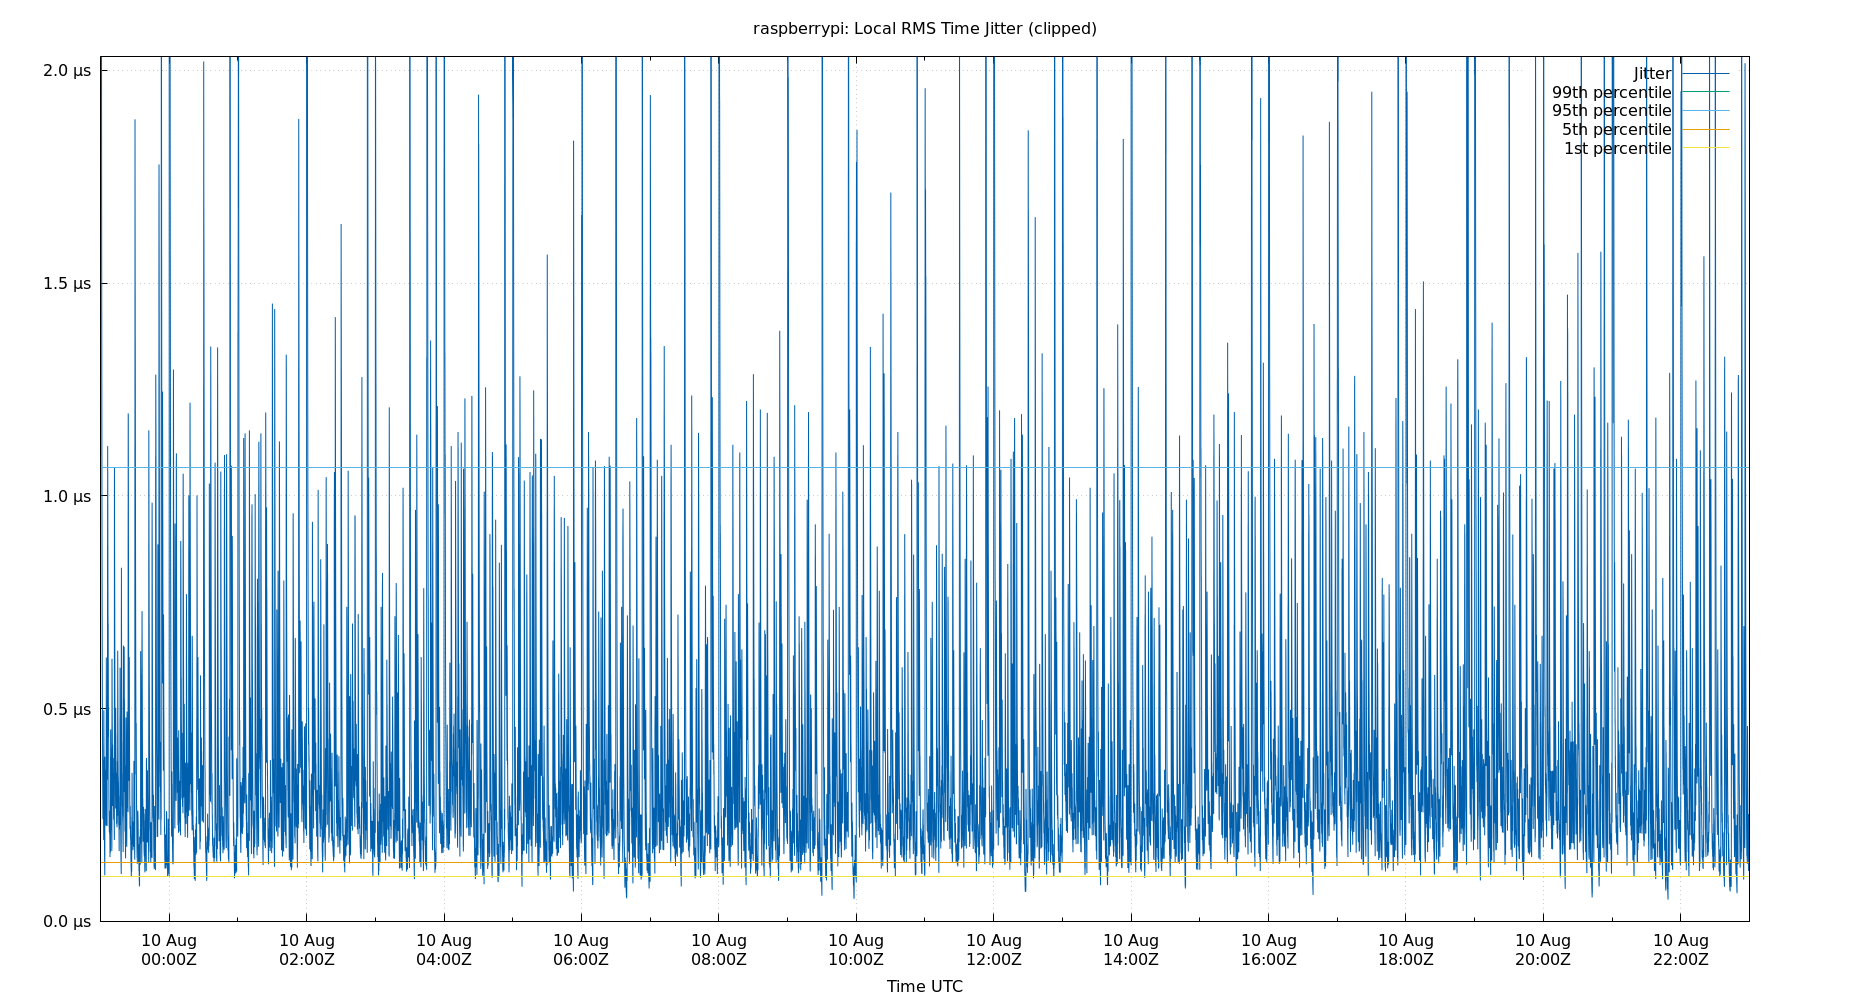 raspberrypi: Local RMS Time Jitter (clipped)
2.0 µs
1.5 µs
1.0 µs
0.5 µs
0.0 µs
Jitter
99th percentile
95th percentile
5th percentile
1st percentile
10 Aug 10 Aug 10 Aug 10 Aug 10 Aug 10 Aug 10 Aug 10 Aug 10 Aug 10 Aug 10 Aug 10 Aug
00:00Z 02:00Z 04:00Z 06:00Z 08:00Z 10:00Z 12:00Z 14:00Z 16:00Z 18:00Z 20:00Z 22:00Z
Time UTC